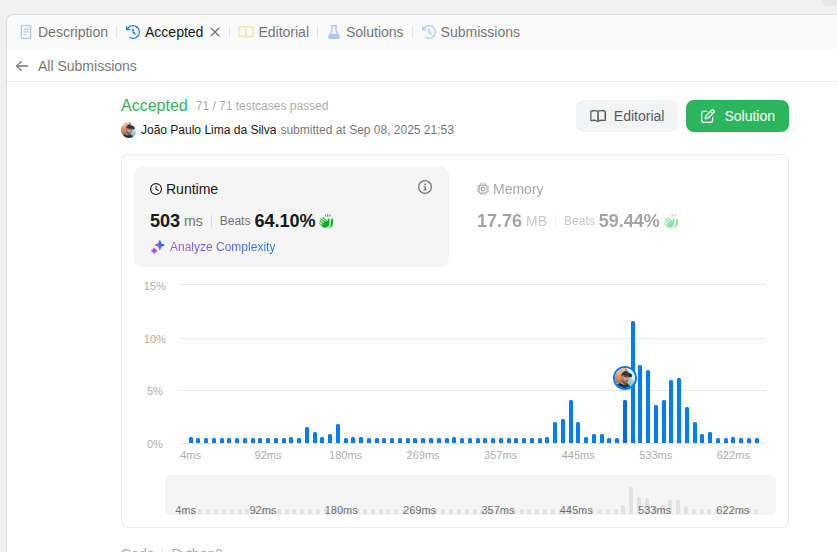 Description Accepted Editorial Solutions Submissions
All Submissions
Accepted 71 / 71 testcases passed
João Paulo Lima da Silva submitted at Sep 08, 2025 21:53
Editorial Solution
Runtime
503 ms Beats 64.10%
Analyze Complexity
Memory
17.76 MB Beats 59.44%
15%
10%
5%
0%
4ms 92ms 180ms 269ms 357ms 445ms 533ms 622ms
4ms 92ms 180ms 269ms 357ms 445ms 533ms 622ms
Code Python3